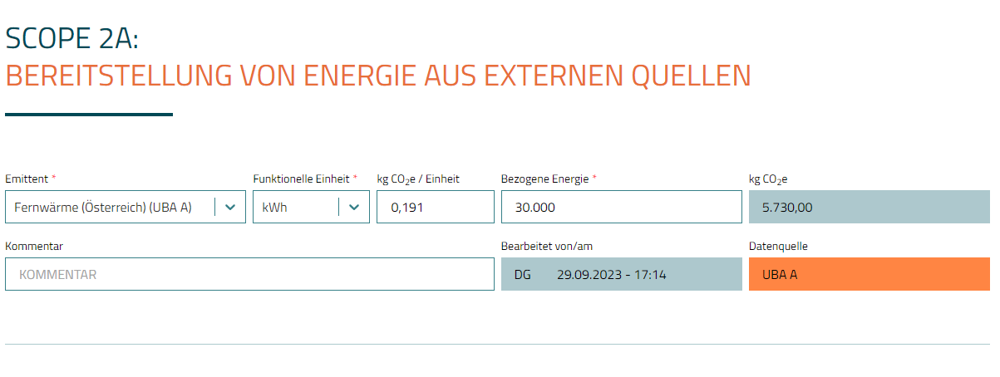 SCOPE 2A:
BEREITSTELLUNG VON ENERGIE AUS EXTERNEN QUELLEN
Emittent * Funktionelle Einheit * kg CO₂e / Einheit Bezogene Energie * kg CO₂e
Fernwärme (Österreich) (UBA A) kWh 0,191 30.000 5.730,00
Kommentar Bearbeitet von/am Datenquelle
KOMMENTAR DG 29.09.2023 - 17:14 UBA A